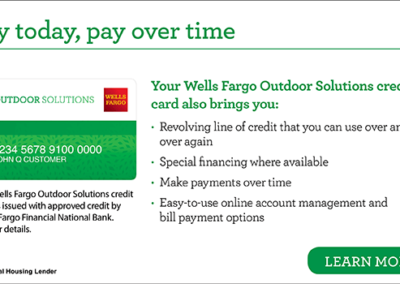 y today, pay over time
OUTDOOR SOLUTIONS
WELLS
FARGO
234 5678 9100 0000
OHN Q CUSTOMER
ells Fargo Outdoor Solutions credit
s issued with approved credit by
Fargo Financial National Bank.
r details.
al Housing Lender
Your Wells Fargo Outdoor Solutions cred
card also brings you:
· Revolving line of credit that you can use over an
over again
· Special financing where available
· Make payments over time
· Easy-to-use online account management and
bill payment options
LEARN MO